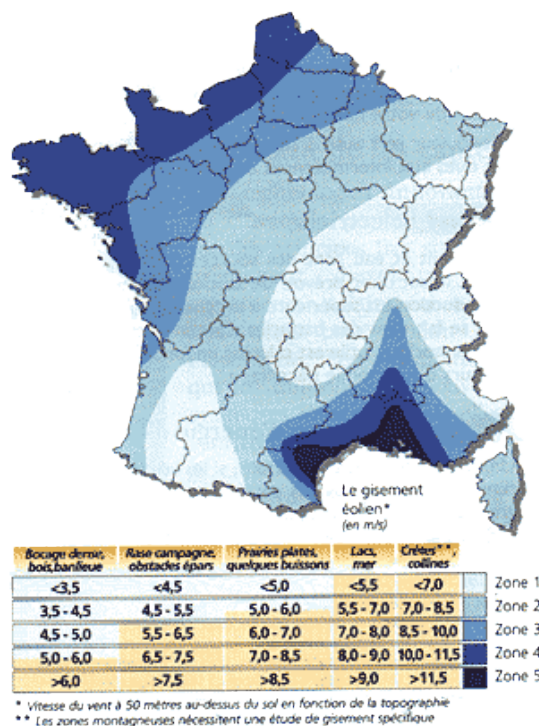 Le gisement
éolien*
(en m/s)
Bocage dense, bois,banlieue Rase campagne, obstacles épars Prairies plates, quelques buissons Lacs, mer Crêtes**, collines
<3,5 <4,5 <5,0 <5,5 <7,0 Zone 1
3,5 - 4,5 4,5 - 5,5 5,0 - 6,0 5,5 - 7,0 7,0 - 8,5 Zone 2
4,5 - 5,0 5,5 - 6,5 6,0 - 7,0 7,0 - 8,0 8,5 - 10,0 Zone 3
5,0 - 6,0 6,5 - 7,5 7,0 - 8,5 8,0 - 9,0 10,0 - 11,5 Zone 4
>6,0 >7,5 >8,5 >9,0 >11,5 Zone 5
* Vitesse du vent à 50 mètres au-dessus du sol en fonction de la topographie
** Les zones montagneuses nécessitent une étude de gisement spécifique